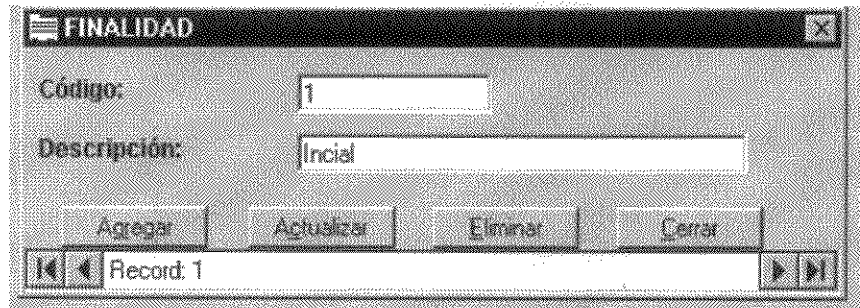 FINALIDAD
Código: 1
Descripción: Incial
Agregar Actualizar Eliminar Cerrar
Record: 1